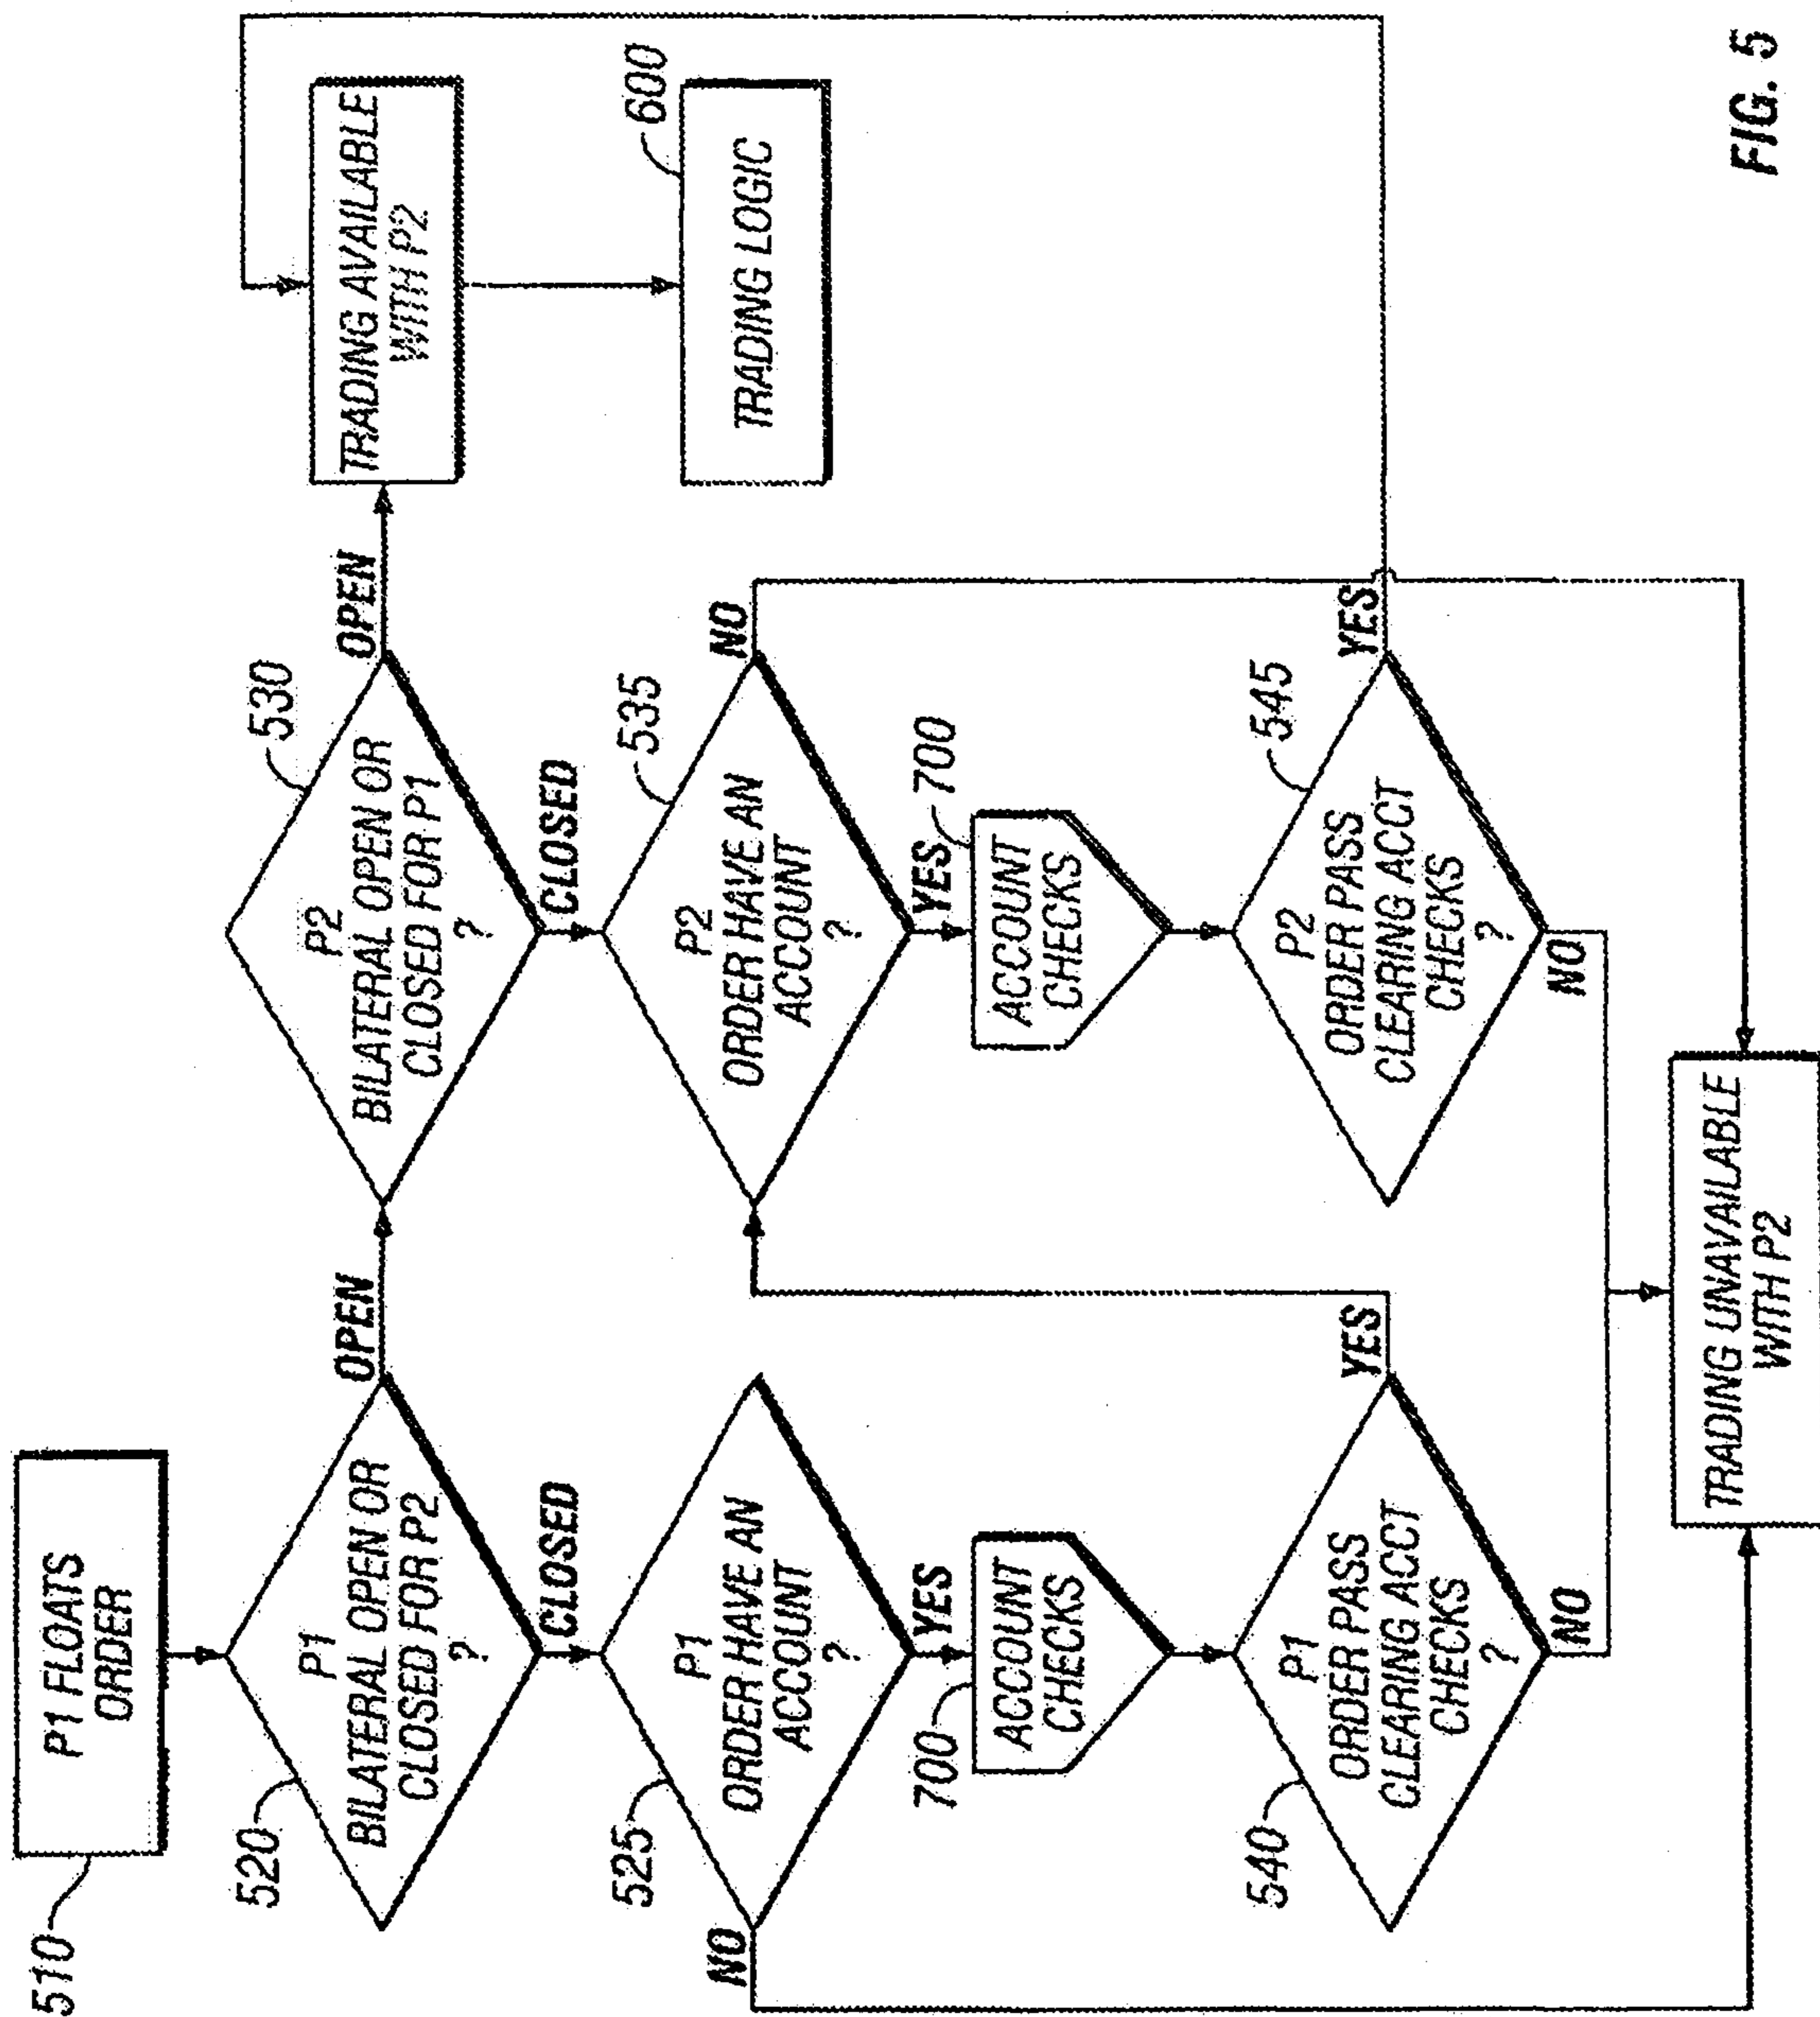 510
P1 FLOATS
ORDER
520
P1
BILATERAL OPEN OR
CLOSED FOR P2
?
OPEN
CLOSED
530
P2
BILATERAL OPEN OR
CLOSED FOR P1
?
OPEN
CLOSED
TRADING AVAILABLE
WITH P2
600
TRADING LOGIC
525
P1
ORDER HAVE AN
ACCOUNT
?
NO
YES
535
P2
ORDER HAVE AN
ACCOUNT
?
NO
YES
700
ACCOUNT
CHECKS
700
ACCOUNT
CHECKS
540
P1
ORDER PASS
CLEARING ACCT
CHECKS
?
YES
NO
545
P2
ORDER PASS
CLEARING ACCT
CHECKS
?
YES
NO
TRADING UNAVAILABLE
WITH P2
FIG. 5